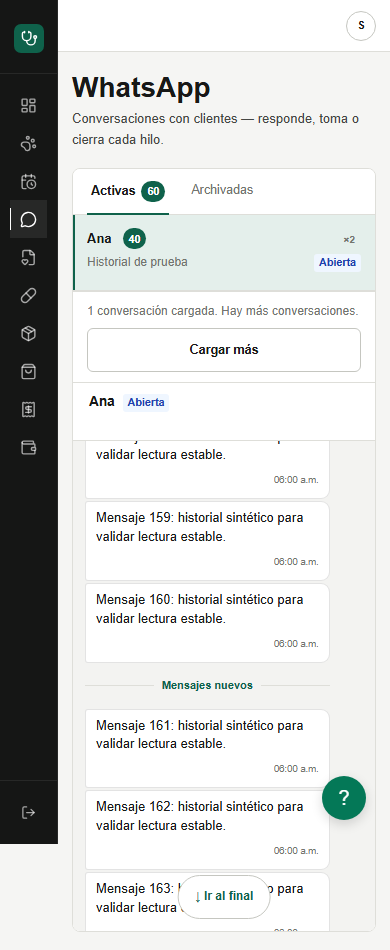 S
WhatsApp
Conversaciones con clientes — responde, toma o
cierra cada hilo.
Activas 60 Archivadas
Ana 40 ×2
Historial de prueba Abierta
1 conversación cargada. Hay más conversaciones.
Cargar más
Ana Abierta
validar lectura estable.
06:00 a.m.
Mensaje 159: historial sintético para
validar lectura estable.
06:00 a.m.
Mensaje 160: historial sintético para
validar lectura estable.
06:00 a.m.
Mensajes nuevos
Mensaje 161: historial sintético para
validar lectura estable.
06:00 a.m.
Mensaje 162: historial sintético para
validar lectura estable.
06:00 a.m.
?
Mensaje 163: para
validar lectura
↓ Ir al final